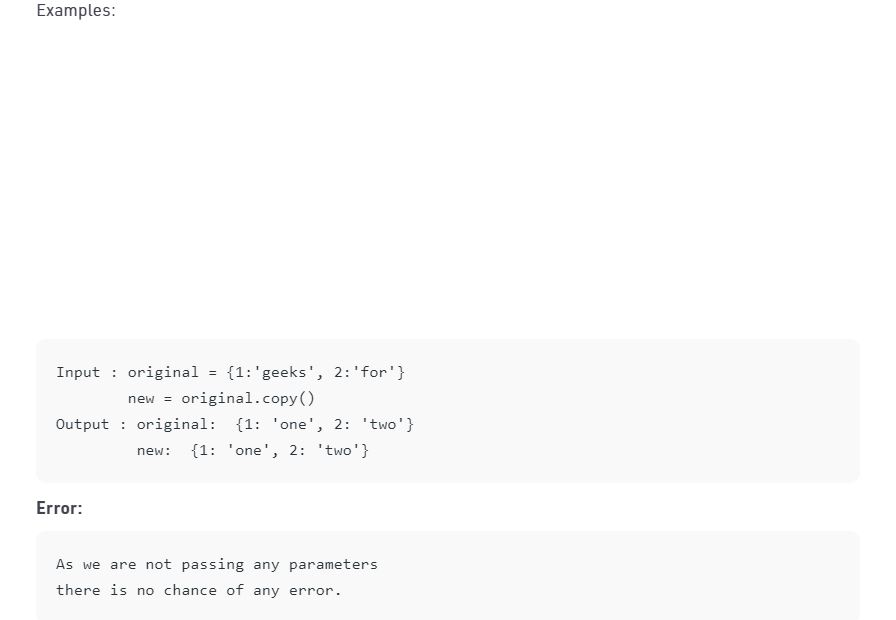 Examples:
Input : original = {1:'geeks', 2:'for'}
        new = original.copy()
Output : original:  {1: 'one', 2: 'two'}
         new:  {1: 'one', 2: 'two'}
Error:
As we are not passing any parameters
there is no chance of any error.